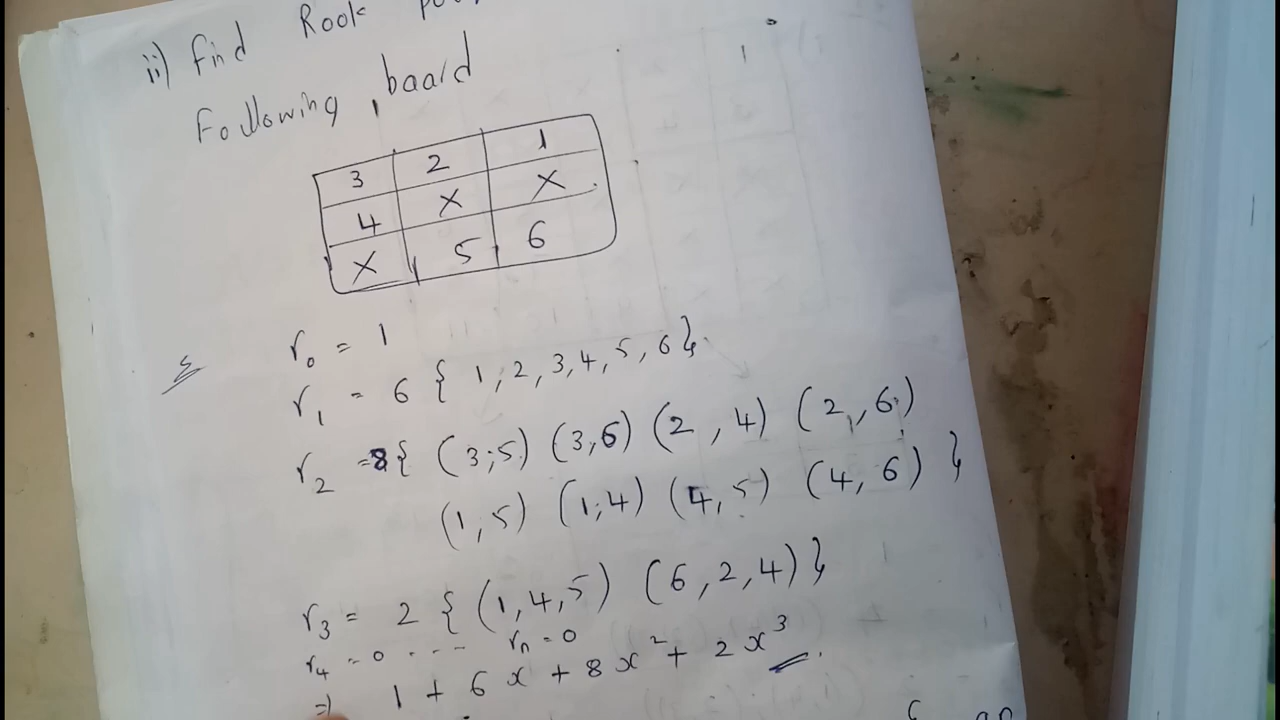 ii) Find Rook
Following board
3 2 1
4 X X
X 5 6
r₀ = 1
r₁ = 6 { 1, 2, 3, 4, 5, 6 }
r₂ = 8 { (3,5) (3,6) (2, 4) (2, 6)
(1, 5) (1, 4) (4, 5) (4, 6) }
r₃ = 2 { (1, 4, 5) (6, 2, 4) }
r₄ = 0 - - - rₙ = 0
⇒ 1 + 6x + 8x² + 2x³